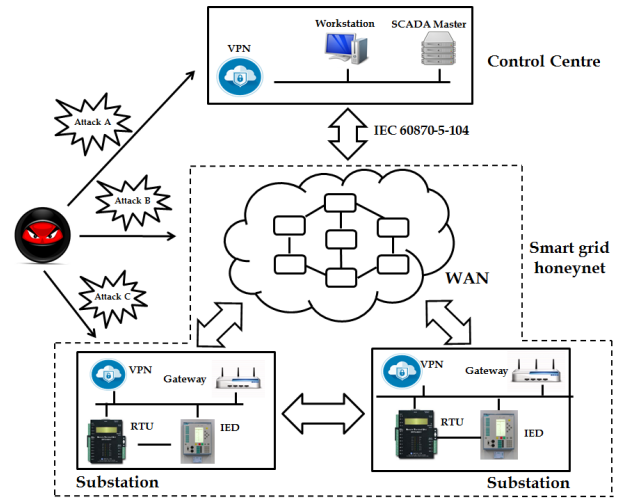 Workstation
SCADA Master
VPN
Control Centre
Attack A
IEC 60870-5-104
Attack B
Smart grid
honeynet
WAN
Attack C
VPN
Gateway
RTU
IED
Substation
VPN
Gateway
RTU
IED
Substation